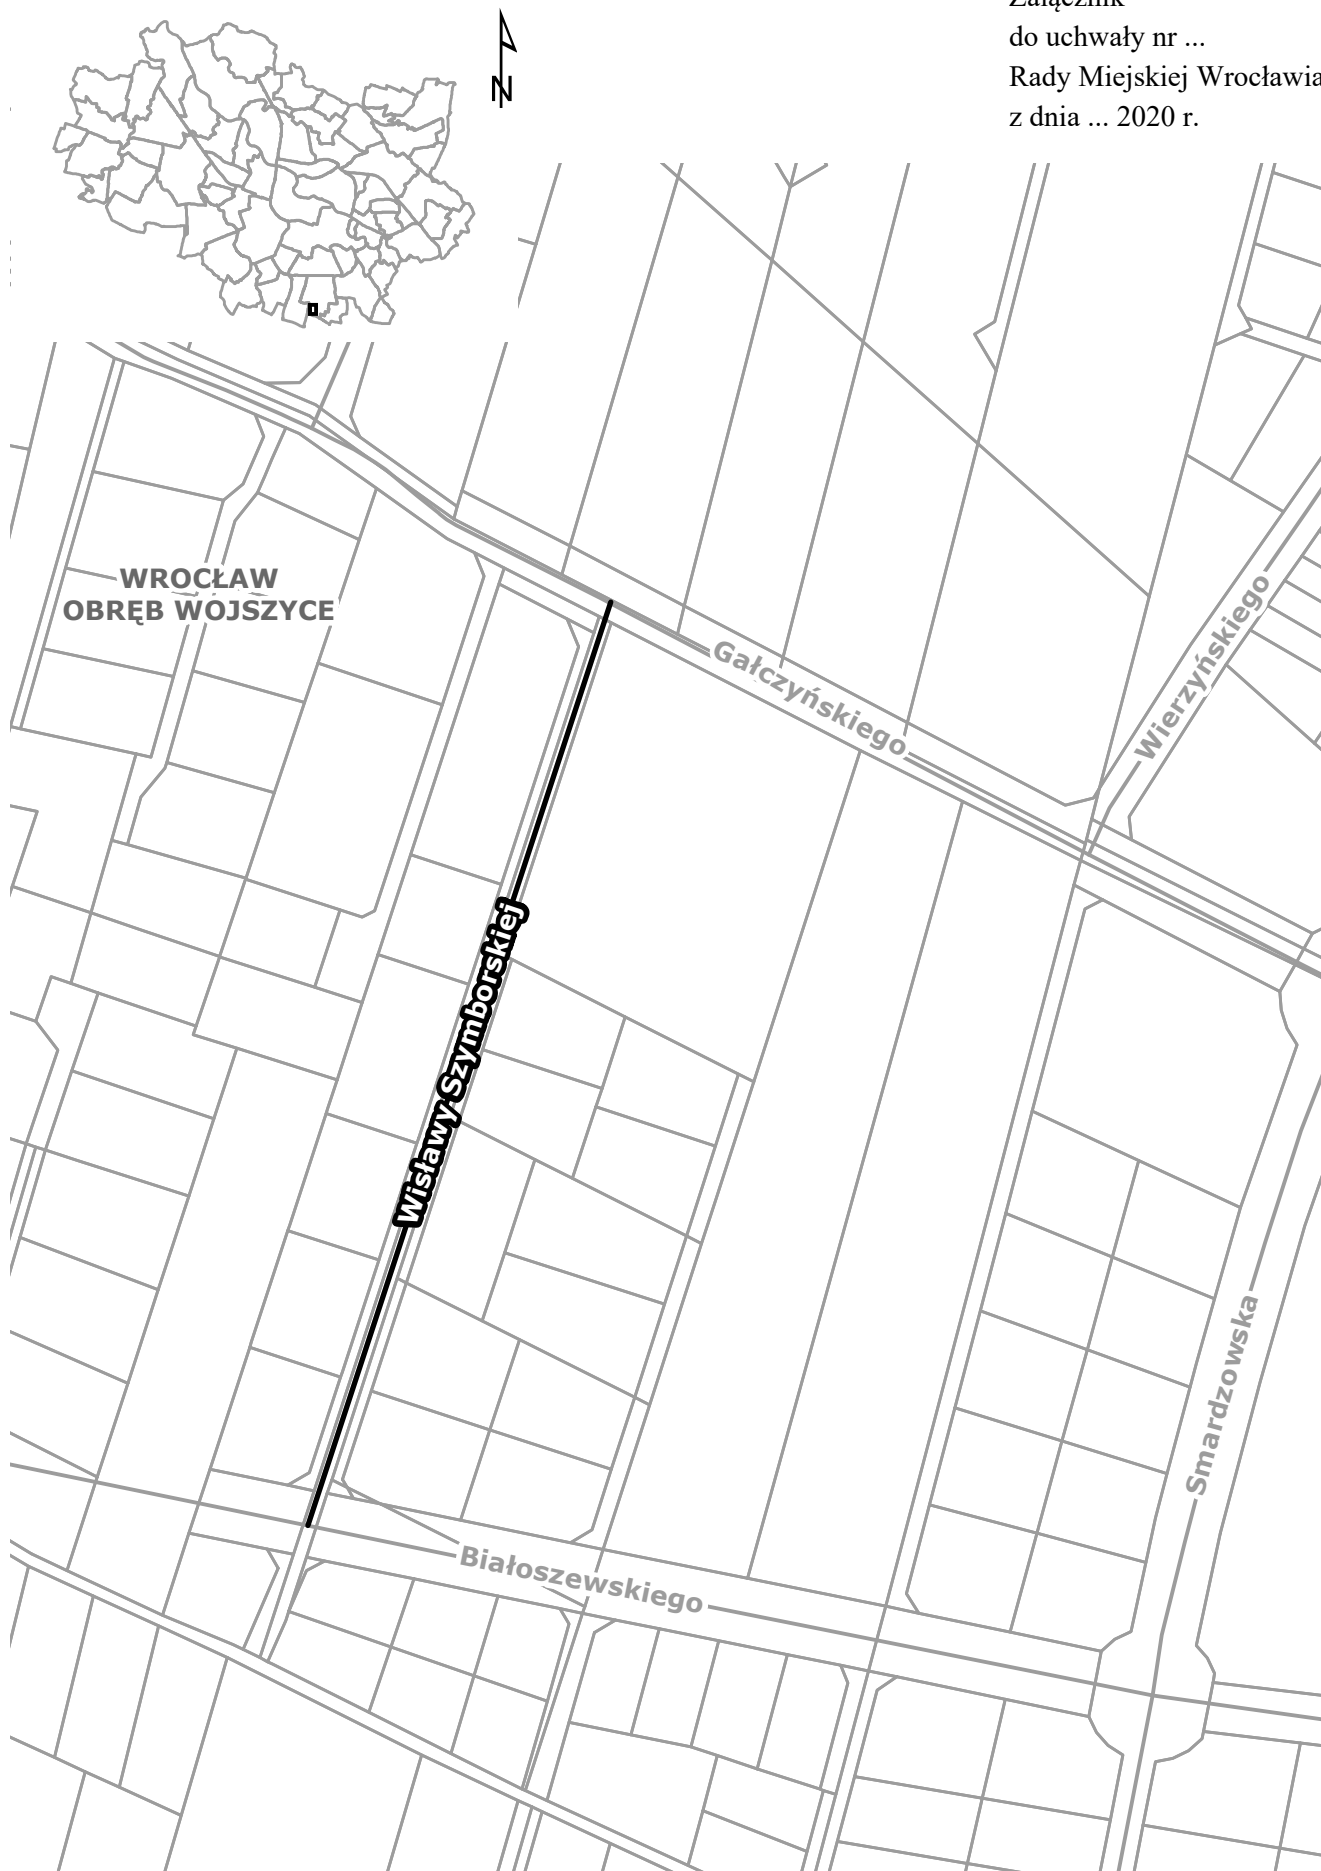 Załącznik
do uchwały nr ...
Rady Miejskiej Wrocławia
z dnia ... 2020 r.
N
WROCŁAW
OBRĘB WOJSZYCE
Gałczyńskiego
Wierzyńskiego
Wisławy Szymborskiej
Smardzowska
Białoszewskiego